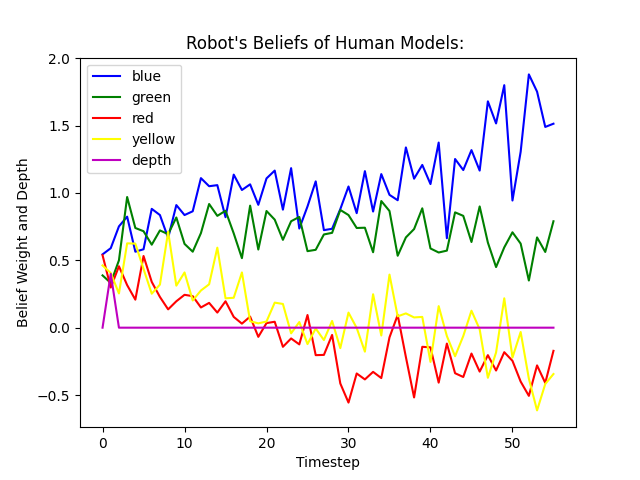 Robot's Beliefs of Human Models:
2.0
1.5
1.0
0.5
0.0
−0.5
Belief Weight and Depth
blue
green
red
yellow
depth
0 10 20 30 40 50
Timestep